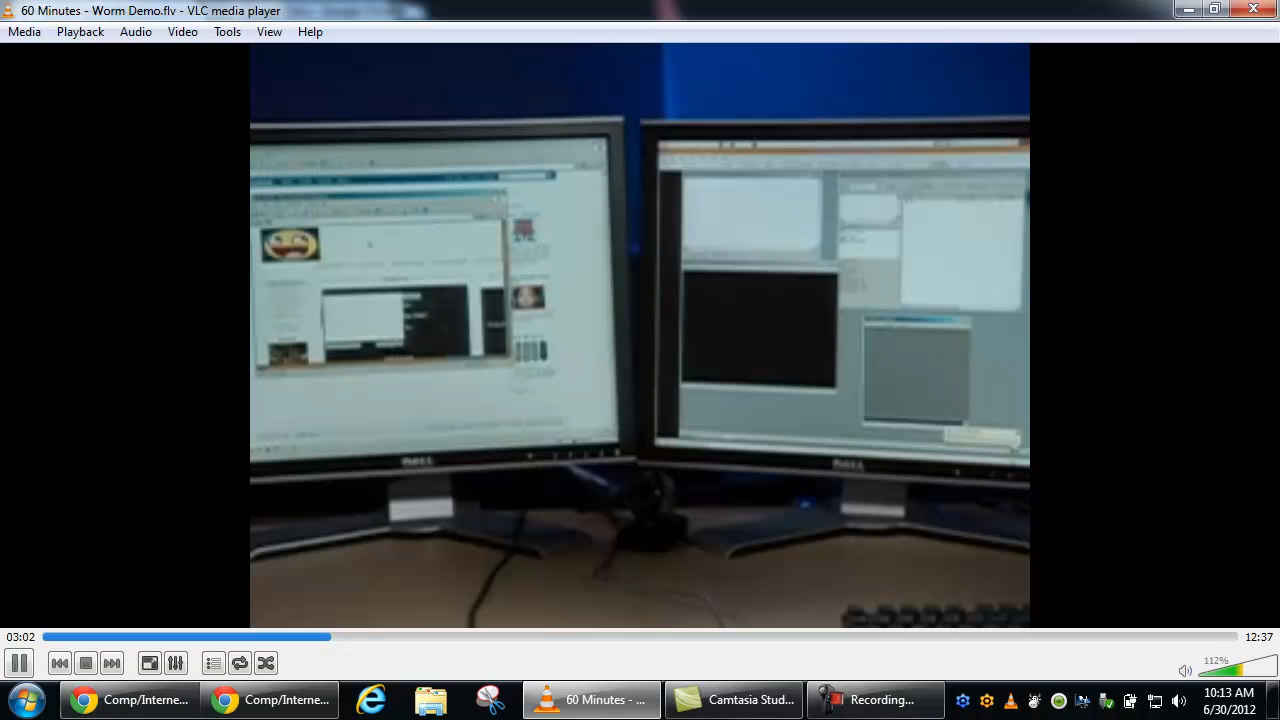 60 Minutes - Worm Demo.flv - VLC media player
Media Playback Audio Video Tools View Help
DELL DELL
03:02 12:37
112%
Comp/Interne... Comp/Interne... 60 Minutes - ... Camtasia Stud... Recording... 10:13 AM
6/30/2012